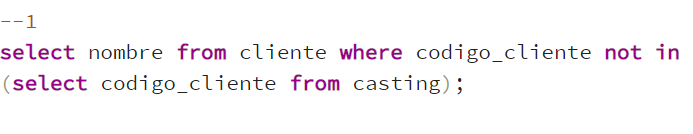 --1
select nombre from cliente where codigo_cliente not in
(select codigo_cliente from casting);